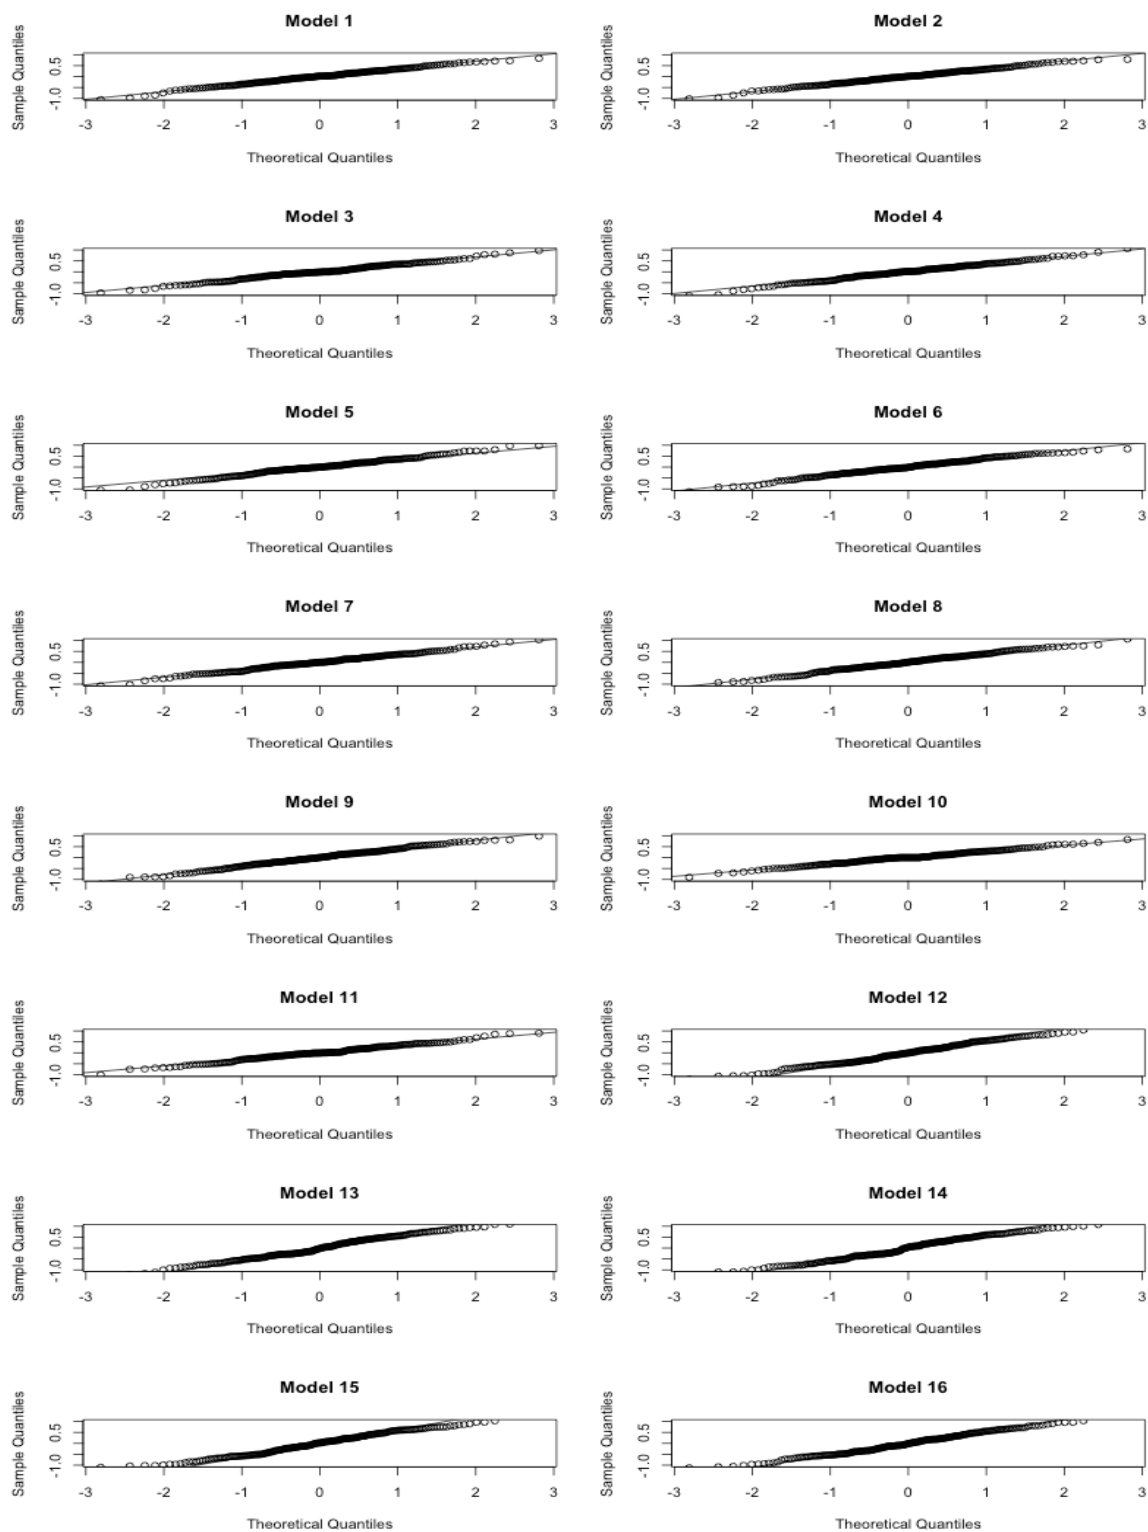 Model 1
Sample Quantiles
0.5
-1.0
-3 -2 -1 0 1 2 3
Theoretical Quantiles
Model 2
Sample Quantiles
0.5
-1.0
-3 -2 -1 0 1 2 3
Theoretical Quantiles
Model 3
Sample Quantiles
0.5
-1.0
-3 -2 -1 0 1 2 3
Theoretical Quantiles
Model 4
Sample Quantiles
0.5
-1.0
-3 -2 -1 0 1 2 3
Theoretical Quantiles
Model 5
Sample Quantiles
0.5
-1.0
-3 -2 -1 0 1 2 3
Theoretical Quantiles
Model 6
Sample Quantiles
0.5
-1.0
-3 -2 -1 0 1 2 3
Theoretical Quantiles
Model 7
Sample Quantiles
0.5
-1.0
-3 -2 -1 0 1 2 3
Theoretical Quantiles
Model 8
Sample Quantiles
0.5
-1.0
-3 -2 -1 0 1 2 3
Theoretical Quantiles
Model 9
Sample Quantiles
0.5
-1.0
-3 -2 -1 0 1 2 3
Theoretical Quantiles
Model 10
Sample Quantiles
0.5
-1.0
-3 -2 -1 0 1 2 3
Theoretical Quantiles
Model 11
Sample Quantiles
0.5
-1.0
-3 -2 -1 0 1 2 3
Theoretical Quantiles
Model 12
Sample Quantiles
0.5
-1.0
-3 -2 -1 0 1 2 3
Theoretical Quantiles
Model 13
Sample Quantiles
0.5
-1.0
-3 -2 -1 0 1 2 3
Theoretical Quantiles
Model 14
Sample Quantiles
0.5
-1.0
-3 -2 -1 0 1 2 3
Theoretical Quantiles
Model 15
Sample Quantiles
0.5
-1.0
-3 -2 -1 0 1 2 3
Theoretical Quantiles
Model 16
Sample Quantiles
0.5
-1.0
-3 -2 -1 0 1 2 3
Theoretical Quantiles